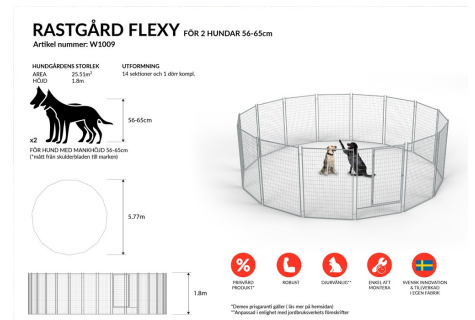 RASTGÅRD FLEXY FÖR 2 HUNDAR 56-65cm
Artikel nummer: W1009
HUNDGÅRDENS STORLEK
AREA 25.51m²
HÖJD 1.8m
UTFORMNING
14 sektioner och 1 dörr kompl.
56-65cm
x2
FÖR HUND MED MANKHÖJD 56-65cm
(*mått från skulderbladen till marken)
5.77m
1.8m
%
PRISVÄRD
PRODUKT*
ROBUST
DJURVÄNLIG**
ENKEL ATT
MONTERA
SVENSK INNOVATION
& TILLVERKAD
I EGEN FABRIK
*Denna prisgaranti gäller ( läs mer på hemsidan)
**Anpassad i enlighet med jordbruksverkets föreskrifter